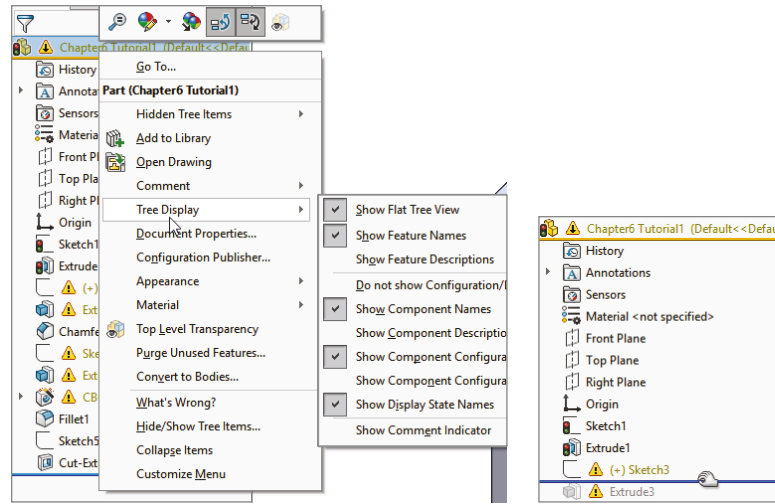 Chapter6 Tutorial1 (Default<<Defau
History
Annota
Sensors
Materia
Front Pl
Top Pla
Right Pl
Origin
Sketch1
Extrude
(+)
Ext
Chamfe
Ske
Ext
CB
Fillet1
Sketch5
Cut-Ext
Go To...
Part (Chapter6 Tutorial1)
Hidden Tree Items
Add to Library
Open Drawing
Comment
Tree Display
Document Properties...
Configuration Publisher...
Appearance
Material
Top Level Transparency
Purge Unused Features...
Convert to Bodies...
What's Wrong?
Hide/Show Tree Items...
Collapse Items
Customize Menu
Show Flat Tree View
Show Feature Names
Show Feature Descriptions
Do not show Configuration/
Show Component Names
Show Component Descriptio
Show Component Configura
Show Component Configura
Show Display State Names
Show Comment Indicator
Chapter6 Tutorial1 (Default<<Defau
History
Annotations
Sensors
Material <not specified>
Front Plane
Top Plane
Right Plane
Origin
Sketch1
Extrude1
(+) Sketch3
Extrude3